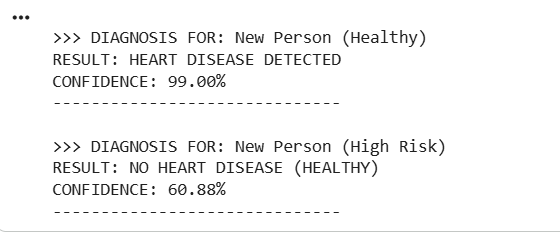 >>> DIAGNOSIS FOR: New Person (Healthy)
RESULT: HEART DISEASE DETECTED
CONFIDENCE: 99.00%
------------------------------
>>> DIAGNOSIS FOR: New Person (High Risk)
RESULT: NO HEART DISEASE (HEALTHY)
CONFIDENCE: 60.88%
------------------------------